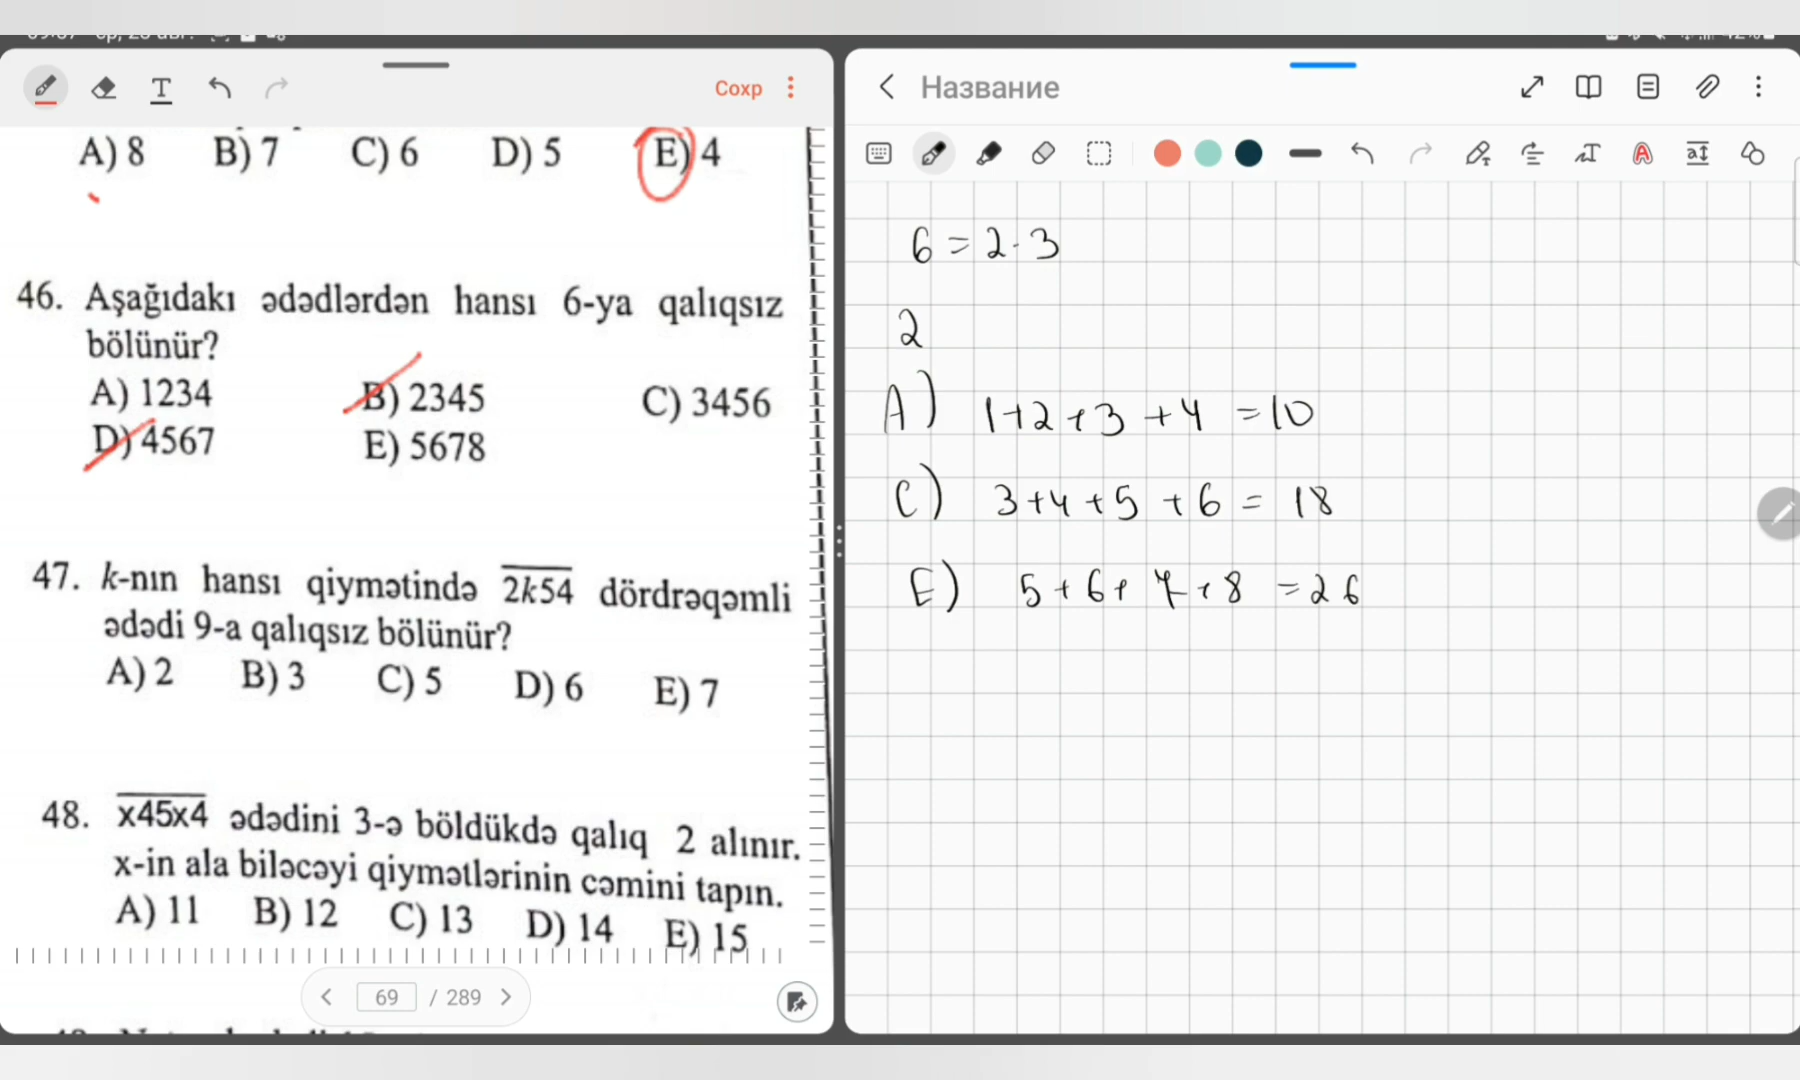 Сохр
Название
A) 8 B) 7 C) 6 D) 5 E) 4
46. Aşağıdakı ədədlərdən hansı 6-ya qalıqsız
bölünür?
A) 1234 B) 2345 C) 3456
D) 4567 E) 5678
47. k-nın hansı qiymətində 2k54 dördrəqəmli
ədədi 9-a qalıqsız bölünür?
A) 2 B) 3 C) 5 D) 6 E) 7
48. x45x4 ədədini 3-ə böldükdə qalıq 2 alınır.
x-in ala biləcəyi qiymətlərinin cəmini tapın.
A) 11 B) 12 C) 13 D) 14 E) 15
69 / 289
6 = 2 · 3
2
A) 1+2+3+4 = 10
C) 3+4+5+6 = 18
E) 5+6+7+8 = 26